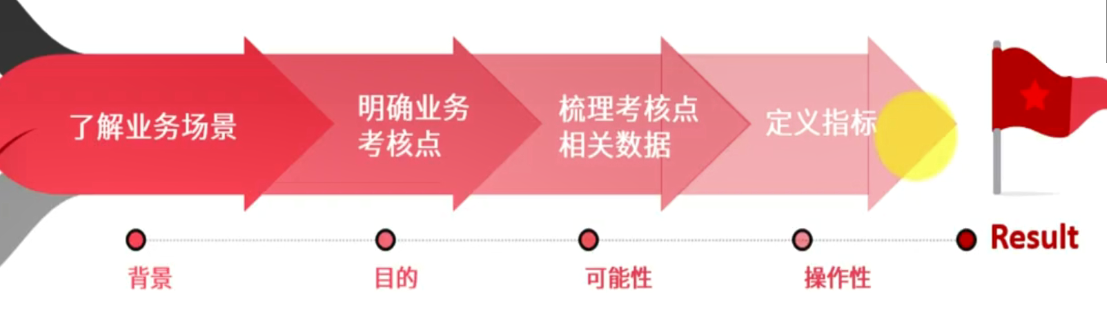 了解业务场景
明确业务
考核点
梳理考核点
相关数据
定义指标
Result
背景
目的
可能性
操作性